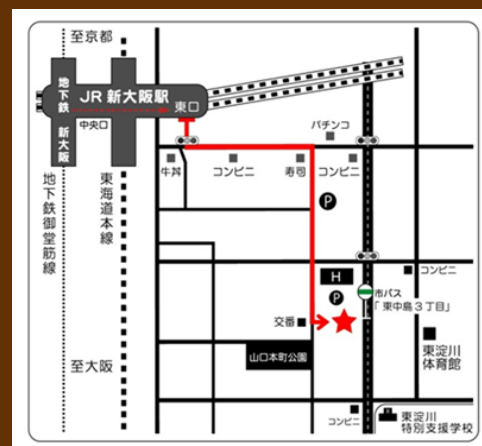 至京都
地下鉄 新大阪
JR 新大阪駅
東口
中央口
パチンコ
牛丼
コンビニ
寿司
コンビニ
P
地下鉄御堂筋線
東海道本線
H
コンビニ
P
市バス
「東中島3丁目」
交番
山口本町公園
東淀川
体育館
至大阪
コンビニ
東淀川
特別支援学校